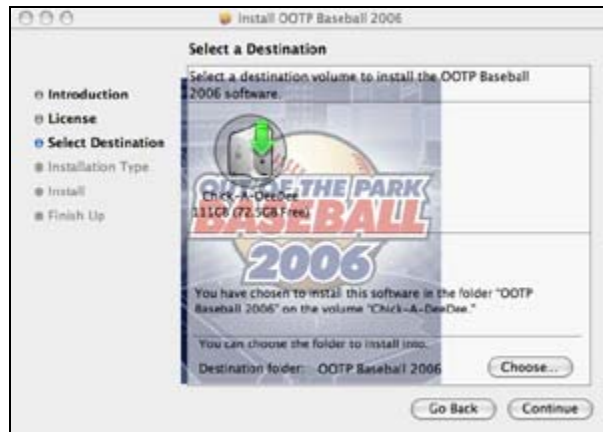 Install OOTP Baseball 2006
Select a Destination
Introduction
License
Select Destination
Installation Type
Install
Finish Up
Select a destination volume to install the OOTP Baseball
2006 software.
OUT OF THE PARK
BASEBALL
2006
Chick-A-DeeDee
111GB (72.5GB Free)
You have chosen to install this software in the folder "OOTP
Baseball 2006" on the volume "Chick-A-DeeDee."
You can choose the folder to install into.
Destination folder: OOTP Baseball 2006
Choose...
Go Back
Continue